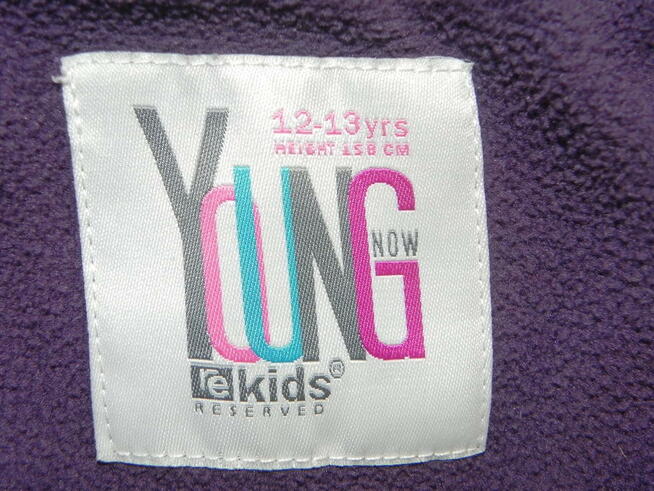 12-13yrs
HEIGHT 158 CM
YOUNG
NOW
re kids®
RESERVED